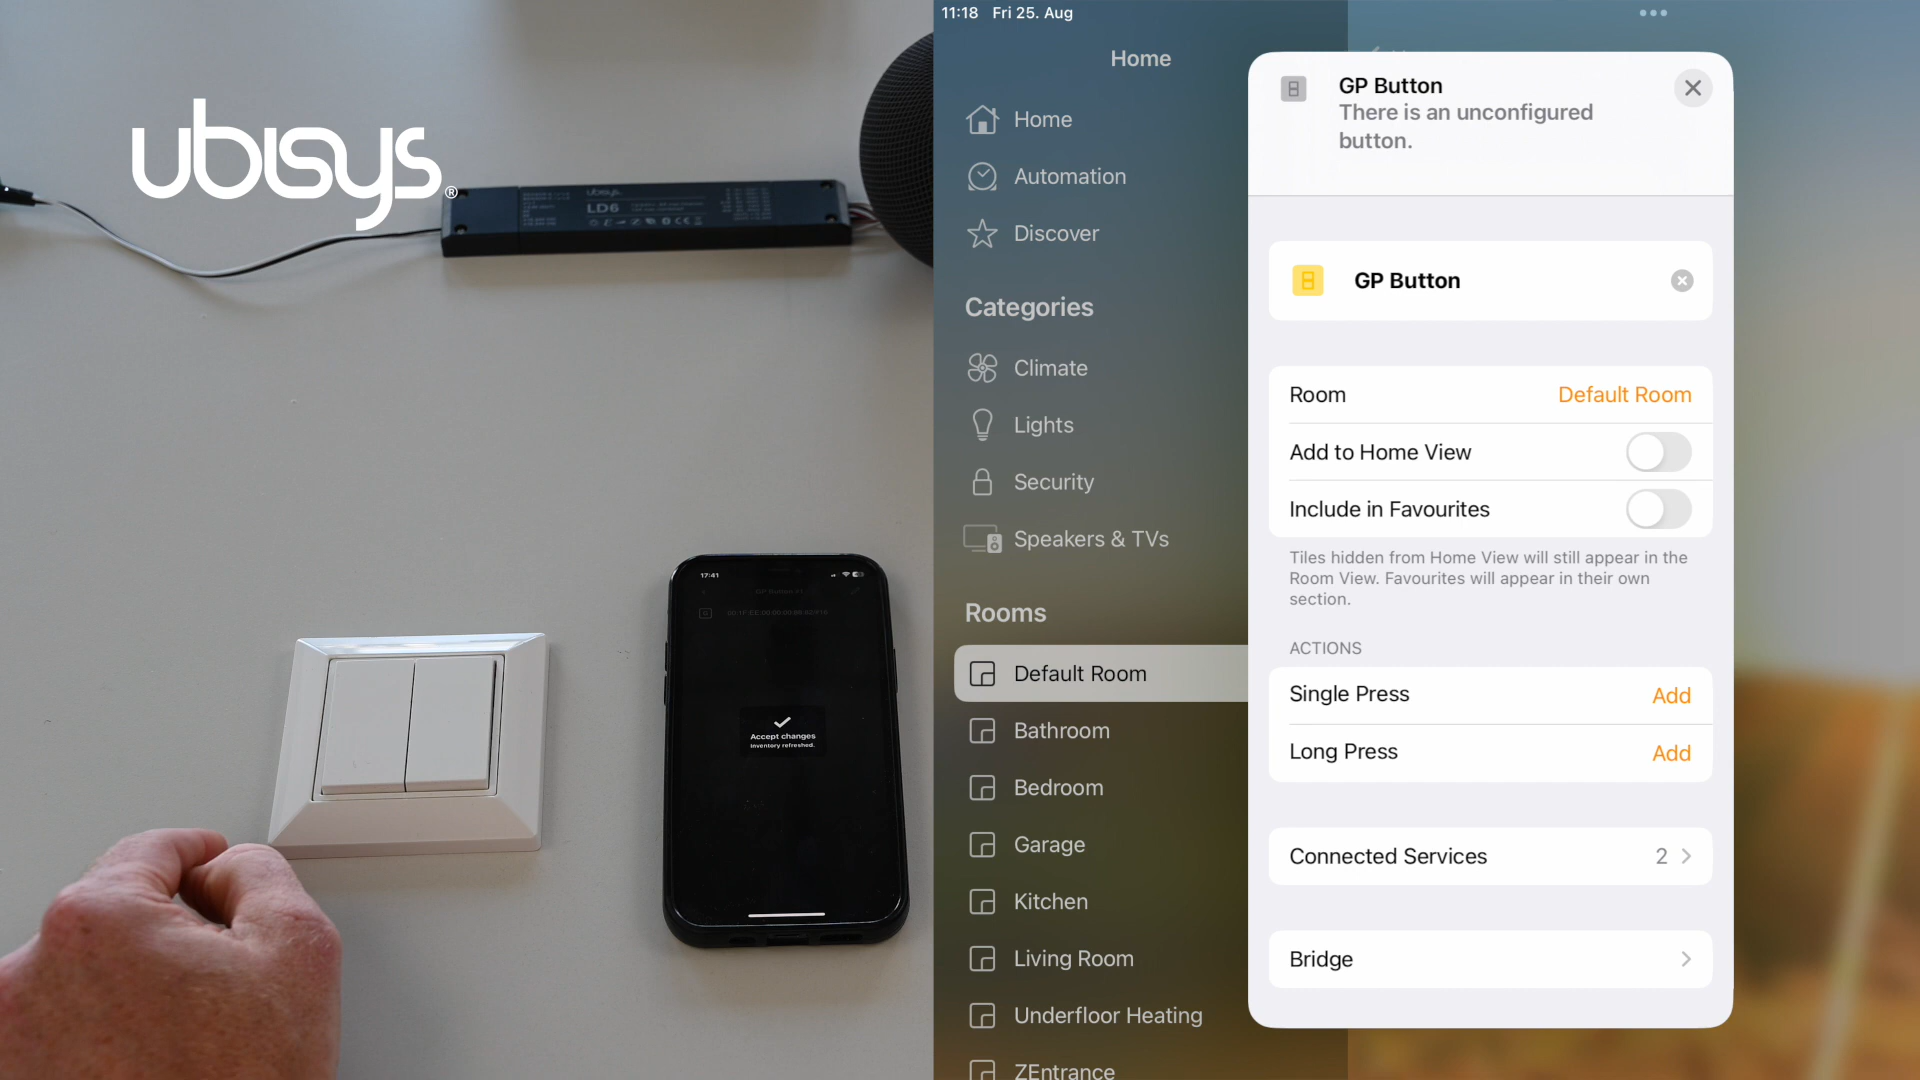 ubisys®
ubisys
LD6
17:41
Accept changes
Inventory refreshed.
11:18 Fri 25. Aug
Home
Home
Automation
Discover
Categories
Climate
Lights
Security
Speakers & TVs
Rooms
Default Room
Bathroom
Bedroom
Garage
Kitchen
Living Room
Underfloor Heating
ZEntrance
GP Button
There is an unconfigured
button.
GP Button
Room Default Room
Add to Home View
Include in Favourites
Tiles hidden from Home View will still appear in the
Room View. Favourites will appear in their own
section.
ACTIONS
Single Press Add
Long Press Add
Connected Services 2
Bridge